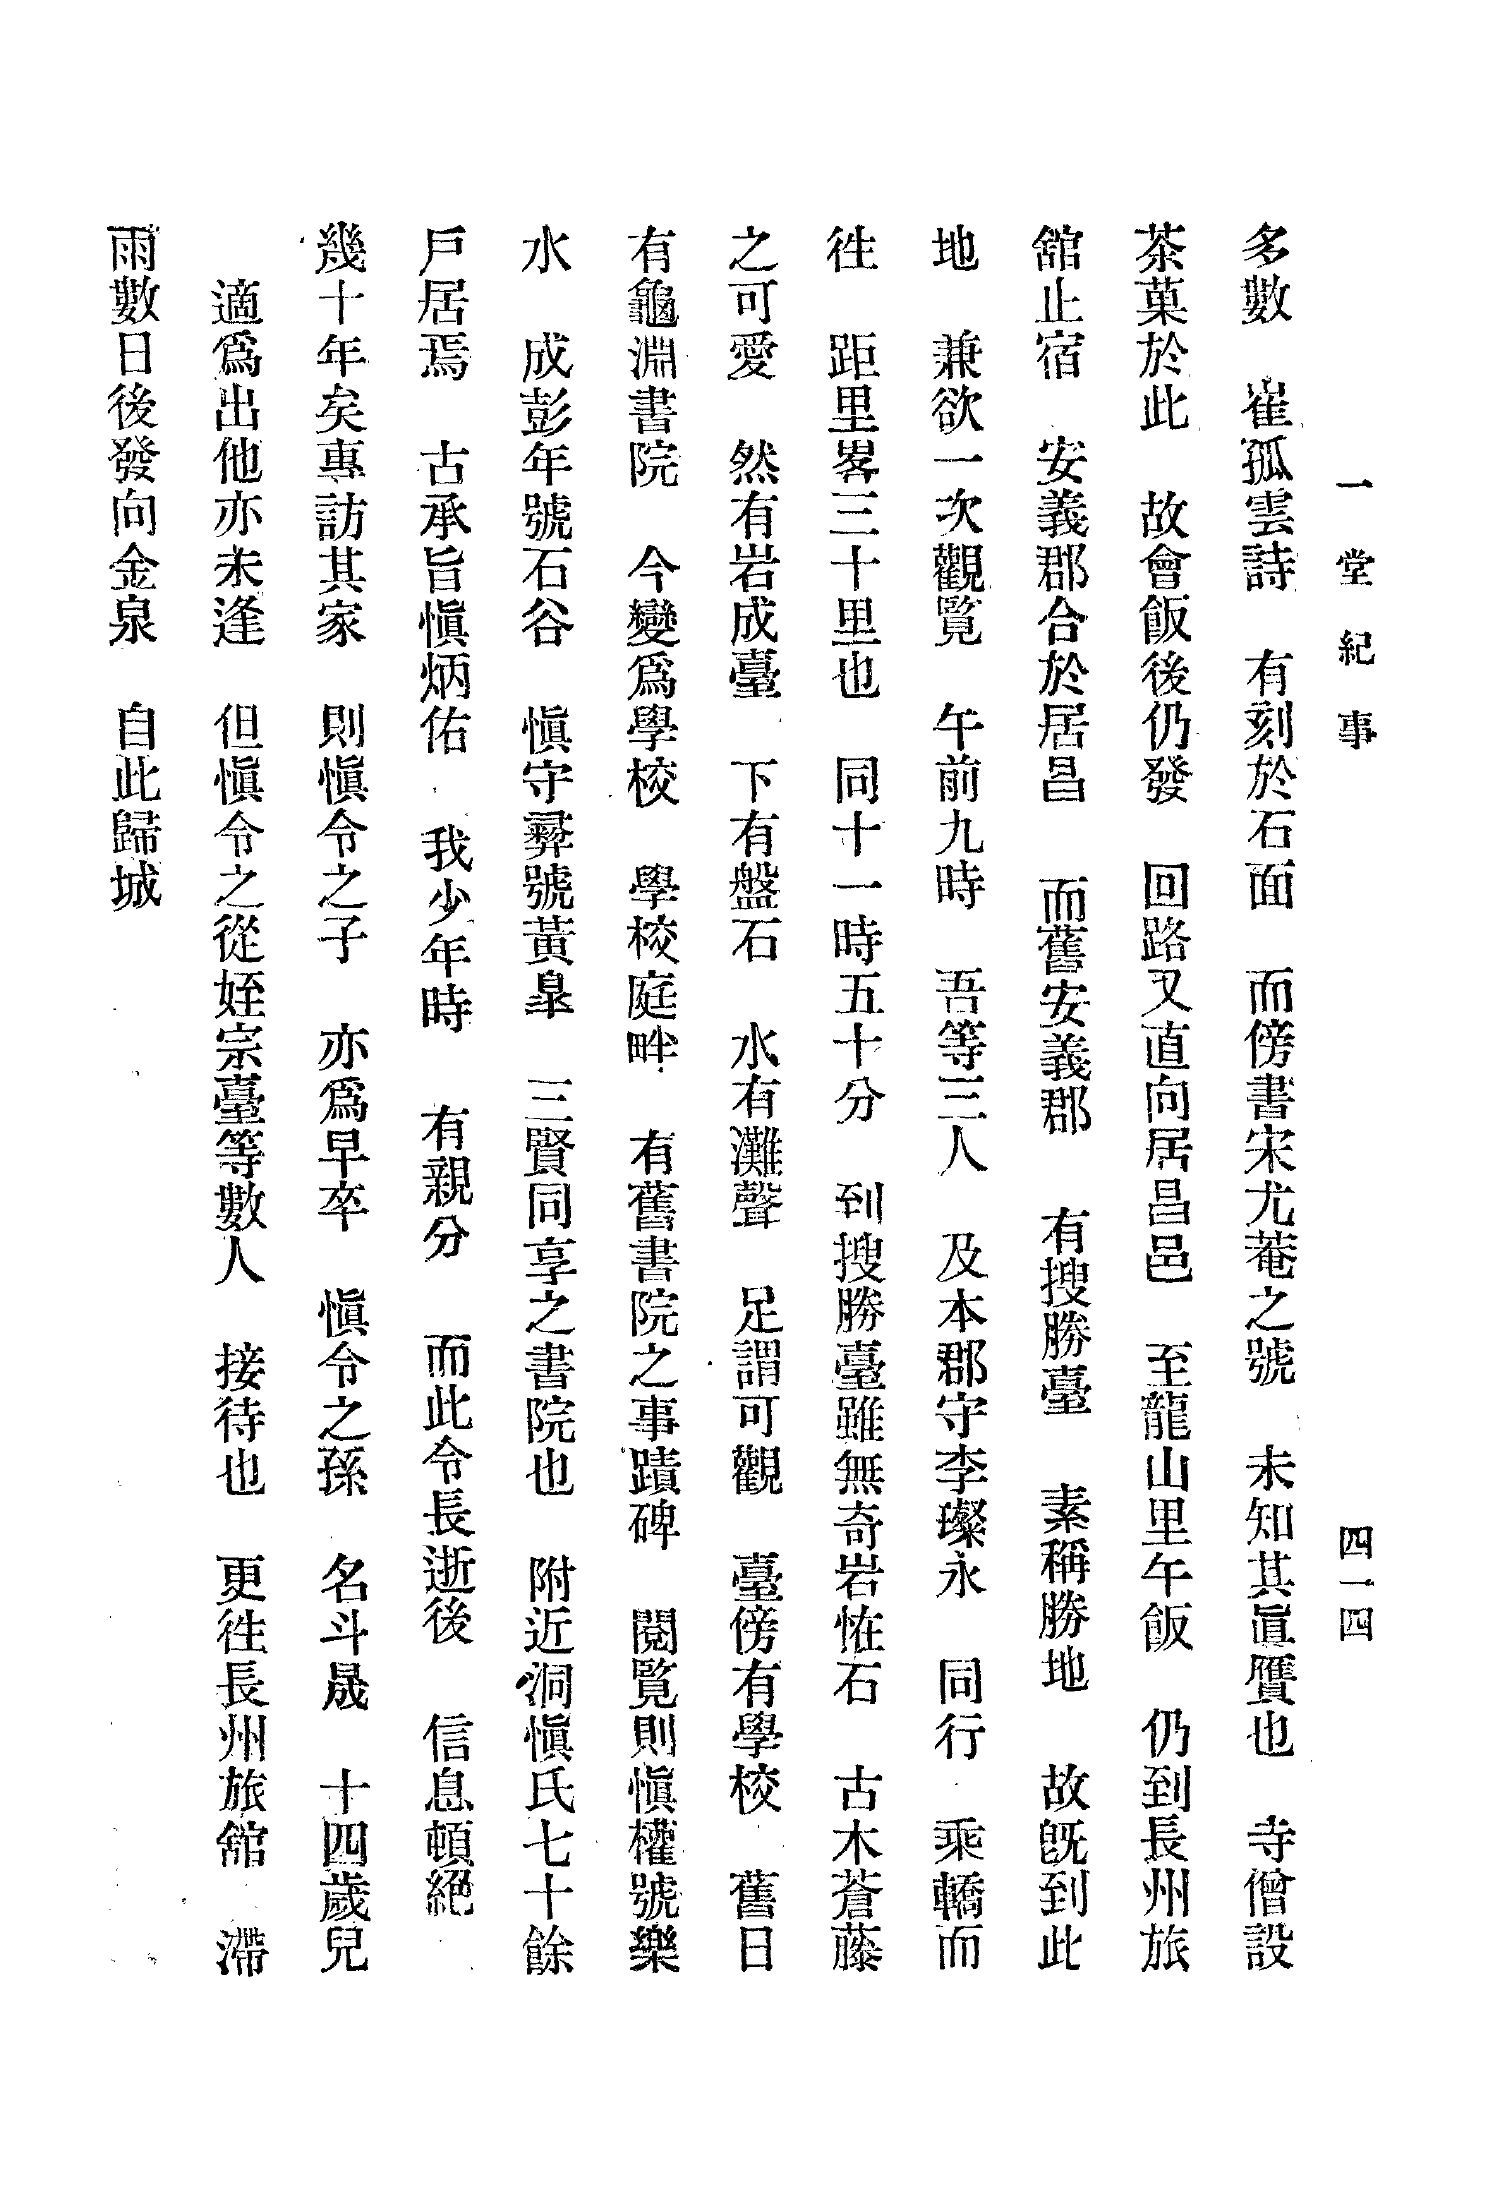 一堂紀事 四一四
多數 崔孤雲詩 有刻於石面 而傍書宋尤菴之號 未知其眞贋也 寺僧設
茶菓於此 故會飯後仍發 回路又直向居昌邑 至龍山里午飯 仍到長州旅
舘止宿 安義郡合於居昌 而舊安義郡 有搜勝臺 素稱勝地 故旣到此
地 兼欲一次觀覧 午前九時 吾等三人 及本郡守李璨永 同行 乘轎而
徃 距里畧三十里也 同十一時五十分 到搜勝臺雖無奇岩恠石 古木蒼藤
之可愛 然有岩成臺 下有盤石 水有灘聲 足謂可觀 臺傍有學校 舊日
有龜淵書院 今變爲學校 學校庭畔 有舊書院之事蹟碑 閱覧則愼權號樂
水 成彭年號石谷 愼守彛號黃皐 三賢同享之書院也 附近洞愼氏七十餘
戶居焉 古承旨愼炳佑 我少年時 有親分 而此令長逝後 信息頓絕
幾十年矣專訪其家 則愼令之子 亦爲早卒 愼令之孫 名斗晟 十四歲兒
適爲出他亦未逢 但愼令之從姪宗臺等數人 接待也 更徃長州旅舘 滯
雨數日後發向金泉 自此歸城